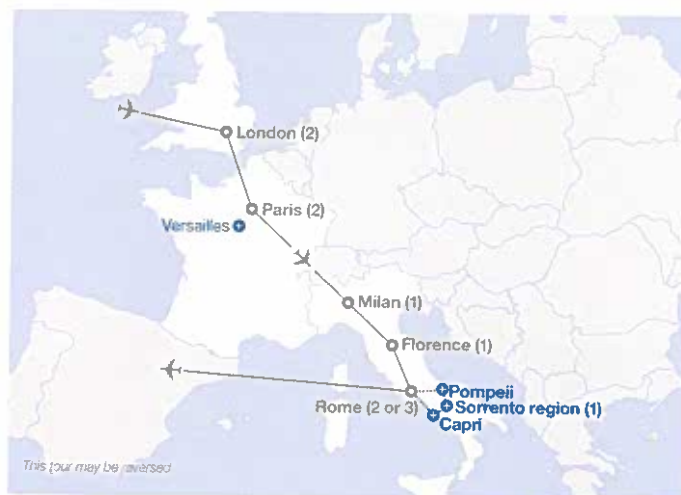 London (2)
Paris (2)
Versailles
Milan (1)
Florence (1)
Pompeii
Rome (2 or 3)
Sorrento region (1)
Capri
This tour may be reversed